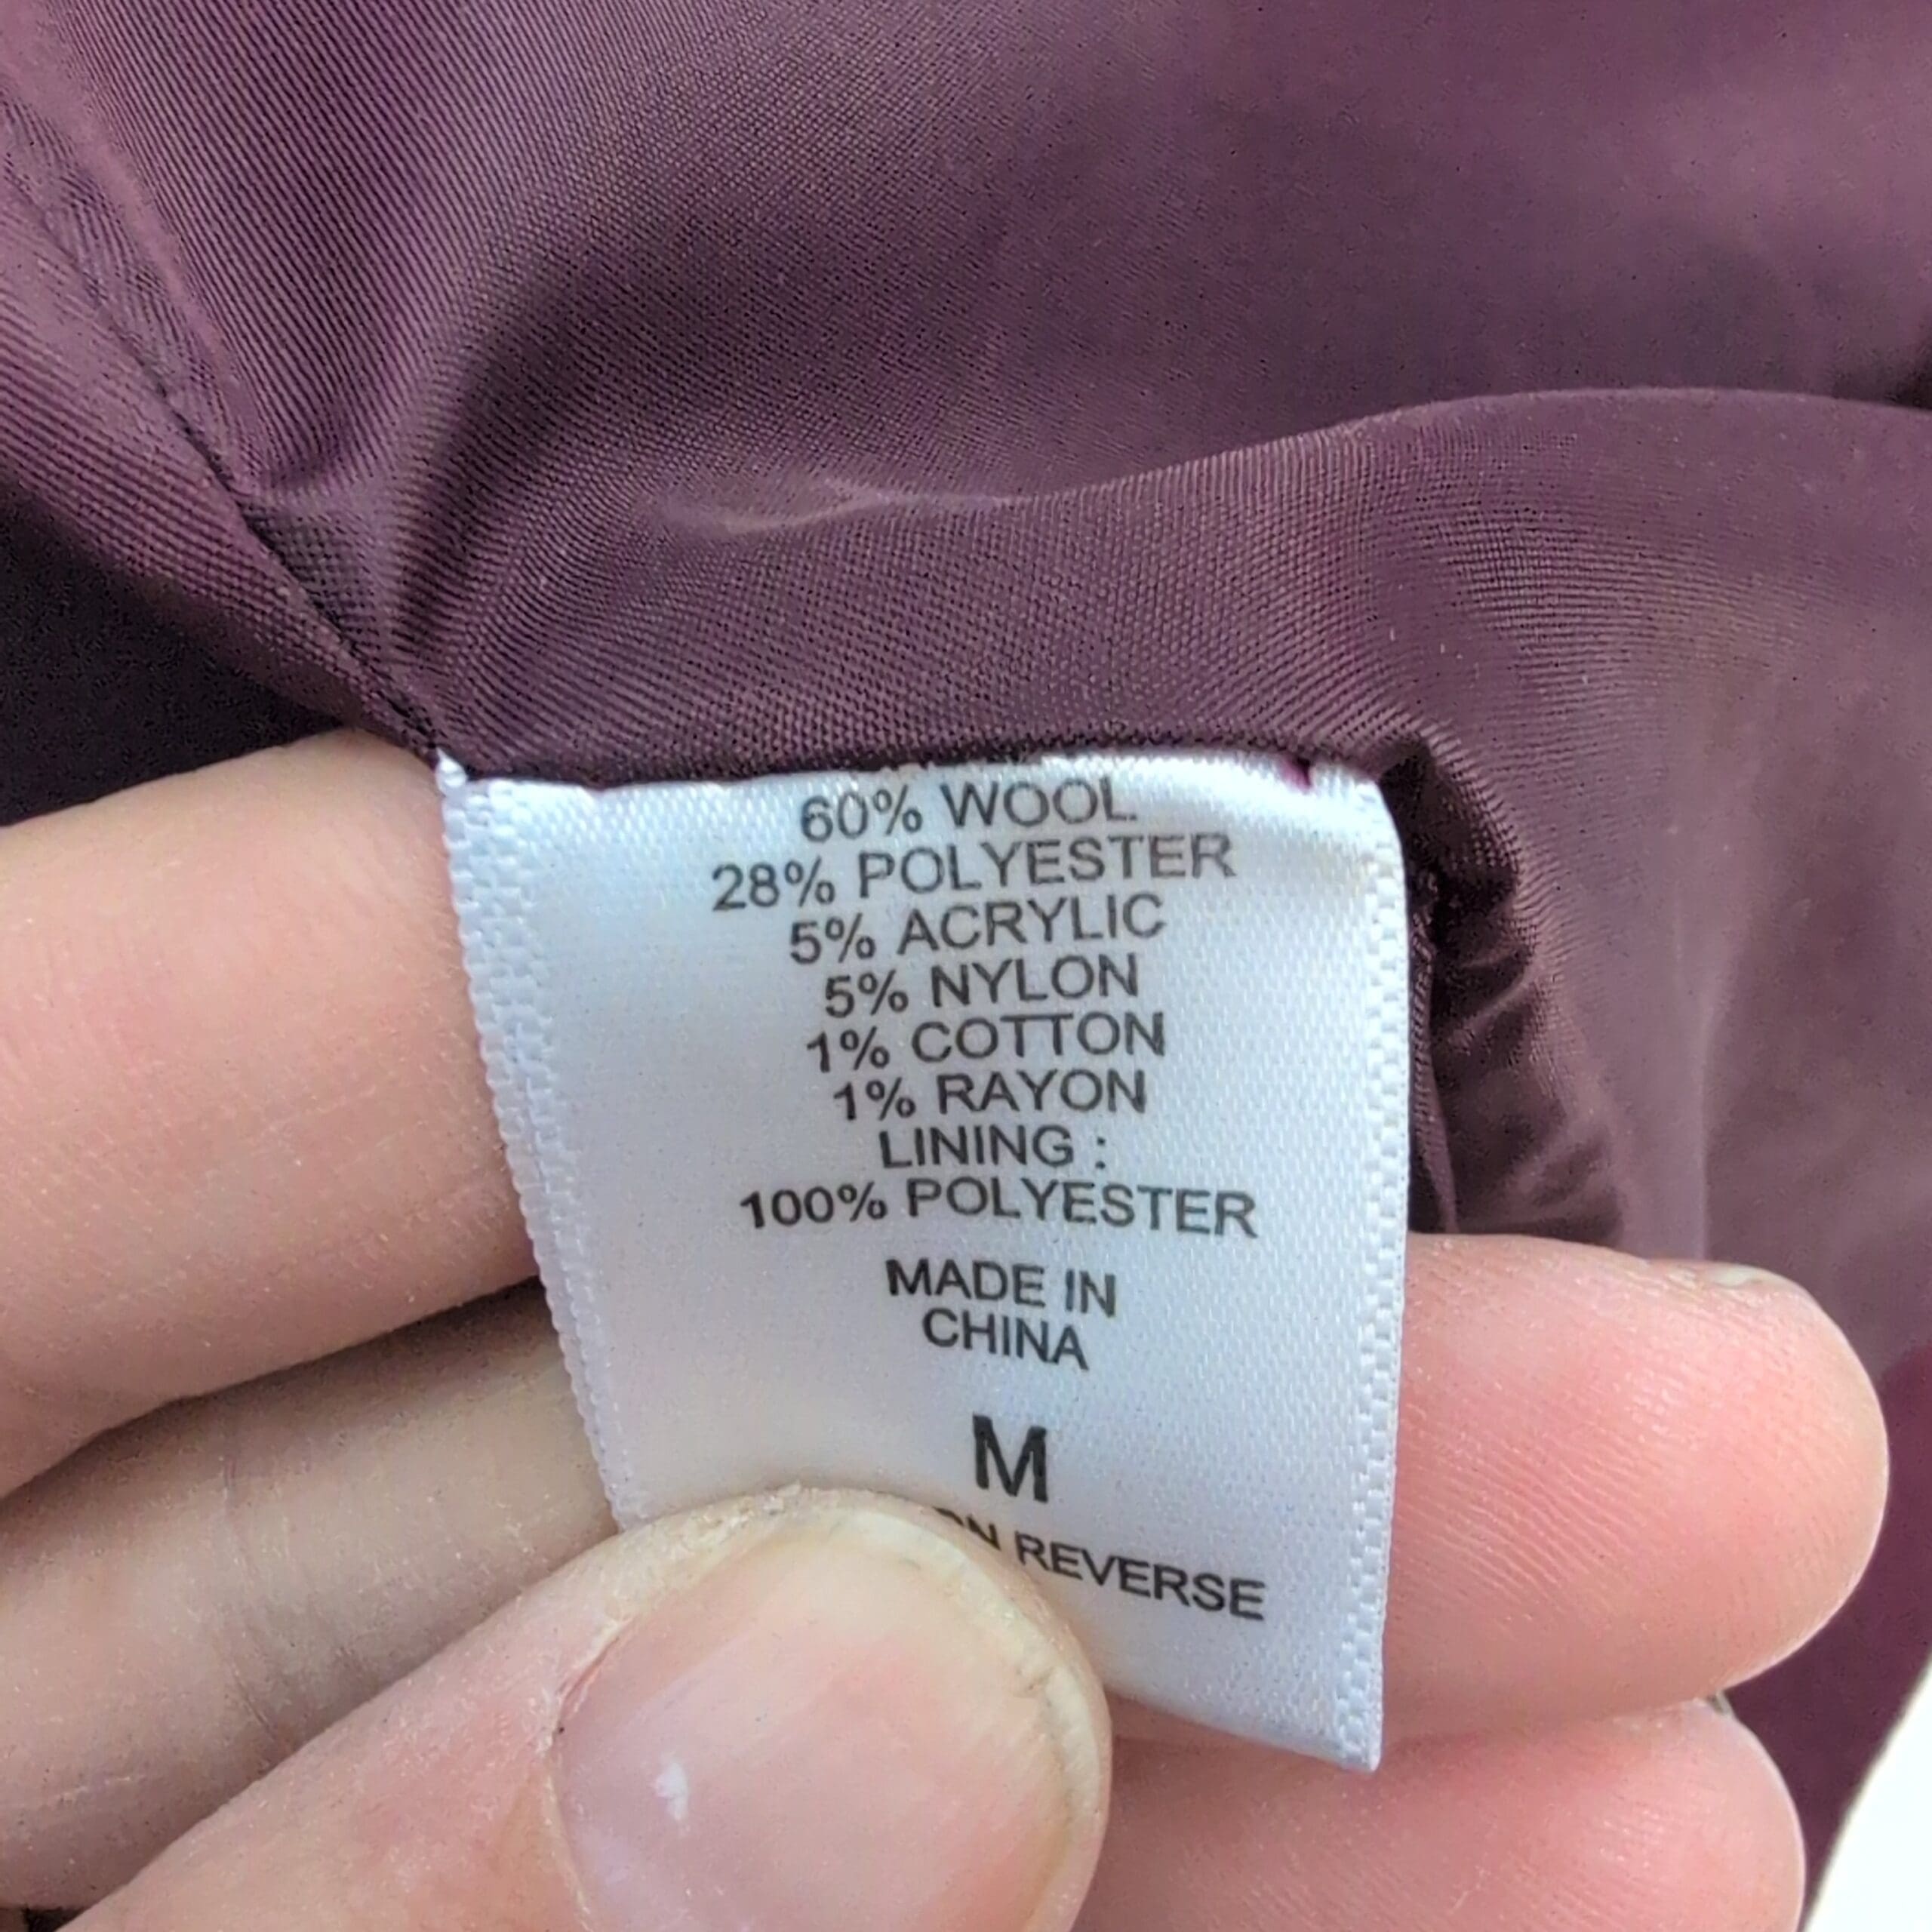 60% WOOL
28% POLYESTER
5% ACRYLIC
5% NYLON
1% COTTON
1% RAYON
LINING :
100% POLYESTER
MADE IN
CHINA
M
ON REVERSE